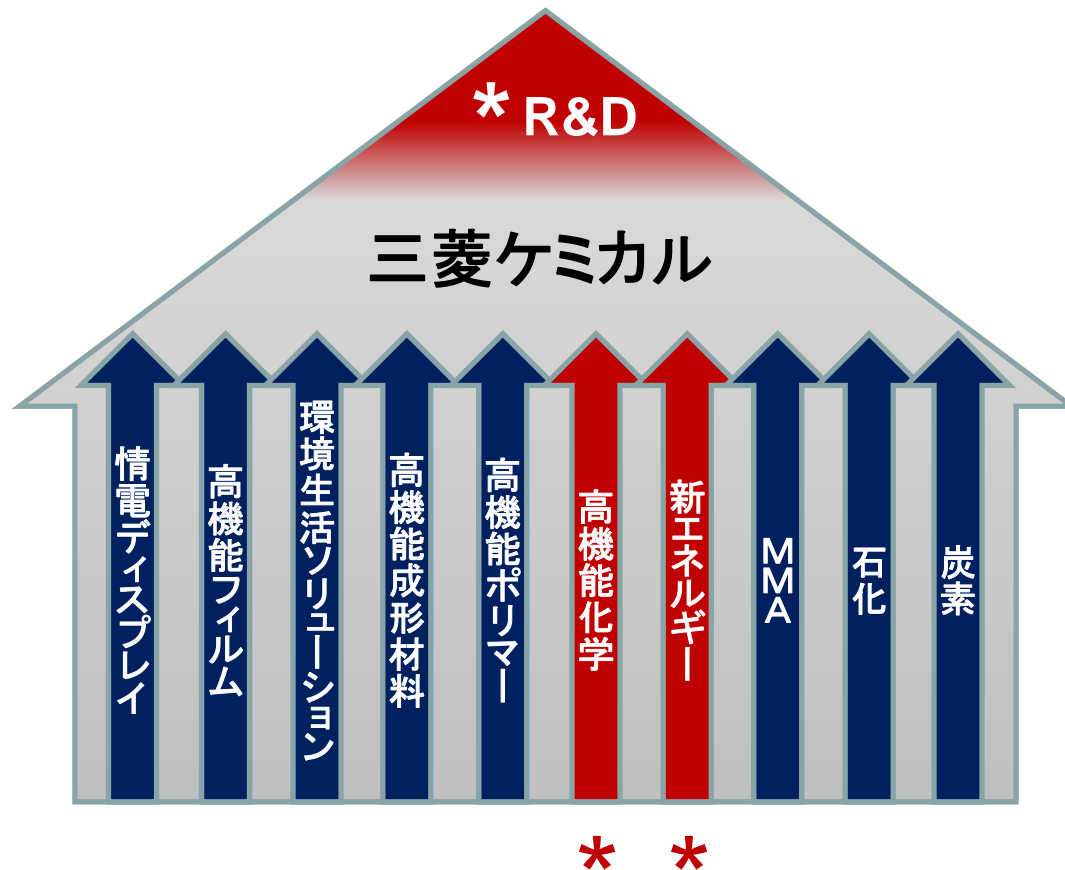 * R&D
三菱ケミカル
情電ディスプレイ
高機能フィルム
環境生活ソリューション
高機能成形材料
高機能ポリマー
高機能化学
新エネルギー
MMA
石化
炭素
* *